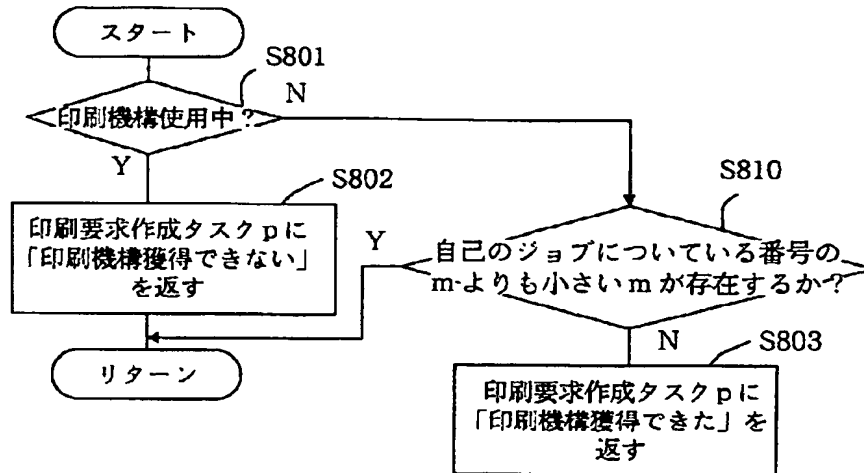 スタート
S801
印刷機構使用中？
N
Y
S802
印刷要求作成タスクpに
「印刷機構獲得できない」
を返す
リターン
S810
Y
自己のジョブについている番号の
mよりも小さいmが存在するか？
N
S803
印刷要求作成タスクpに
「印刷機構獲得できた」を
返す